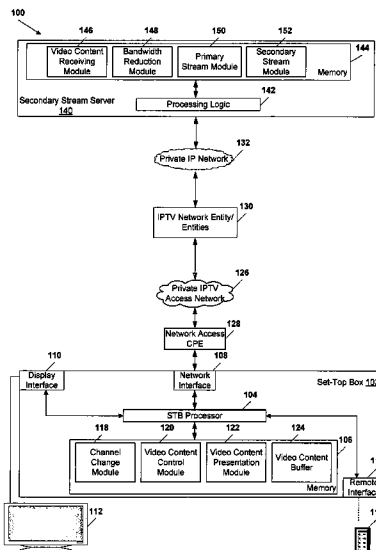 100
146
148
150
152
Video Content
Receiving
Module
Bandwidth
Reduction
Module
Primary
Stream Module
Secondary
Stream
Module
144
Memory
Secondary Stream Server
140
142
Processing Logic
132
Private IP Network
130
IPTV Network Entity/
Entities
126
Private IPTV
Access Network
128
Network Access
CPE
110
Display
Interface
108
Network
Interface
Set-Top Box
104
STB Processor
118
120
122
124
106
Channel
Change
Module
Video Content
Control
Module
Video Content
Presentation
Module
Video Content
Buffer
Memory
Remote
Interface
112